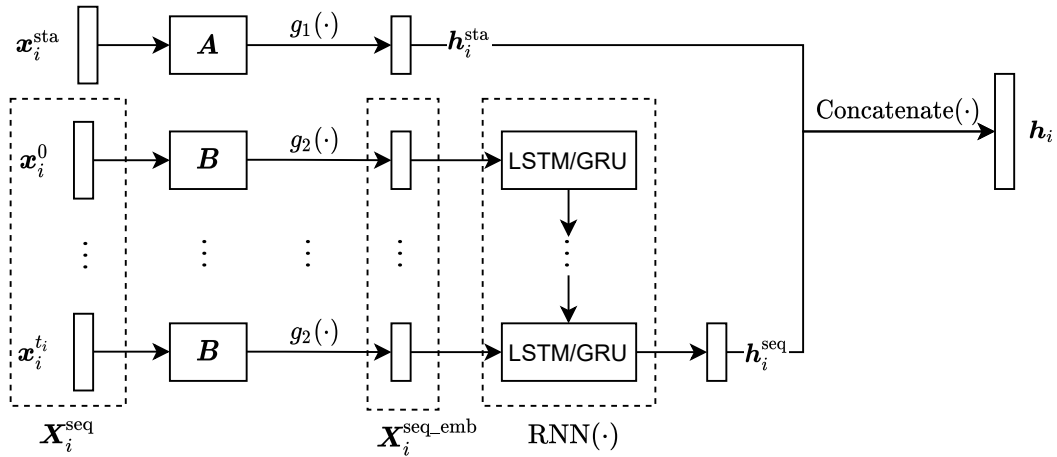 x_i^sta A g_1(·) h_i^sta
Concatenate(·) h_i
x_i^0 B g_2(·) LSTM/GRU
⋮ ⋮ ⋮ ⋮ ⋮
x_i^{t_i} B g_2(·) LSTM/GRU h_i^seq
X_i^seq X_i^seq_emb RNN(·)